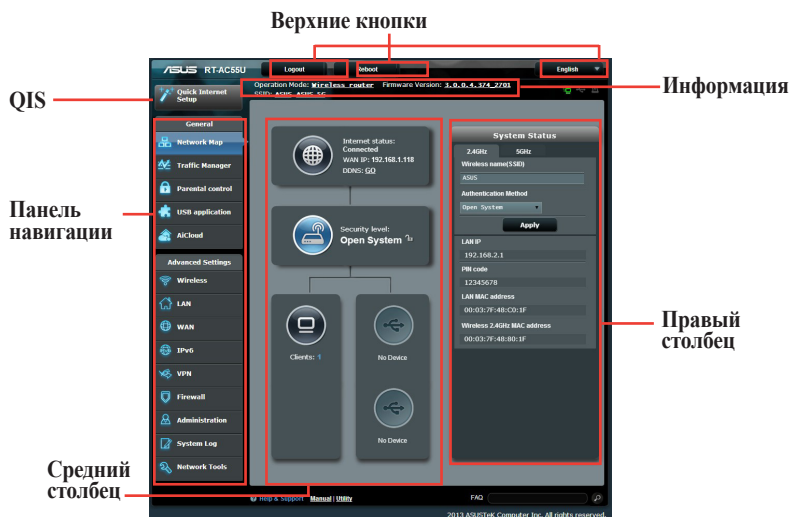 Верхние кнопки
ASUS RT-AC55U
Logout
Reboot
English
QIS
Quick Internet
Setup
Operation Mode: Wireless router Firmware Version: 3.0.0.4.374_2701
SSID: ASUS ASUS_5G
Информация
General
Network Map
Traffic Manager
Parental control
USB application
AiCloud
Панель
навигации
Advanced Settings
Wireless
LAN
WAN
IPv6
VPN
Firewall
Administration
System Log
Network Tools
Internet status:
Connected
WAN IP: 192.168.1.118
DDNS: GO
Security level:
Open System
Clients: 1
No Device
No Device
System Status
2.4GHz 5GHz
Wireless name(SSID)
ASUS
Authentication Method
Open System
Apply
LAN IP
192.168.2.1
PIN code
12345678
LAN MAC address
00:03:7F:48:C0:1F
Wireless 2.4GHz MAC address
00:03:7F:48:80:1F
Правый
столбец
Средний
столбец
Help & Support Manual | Utility
FAQ
2013 ASUSTeK Computer Inc. All rights reserved.